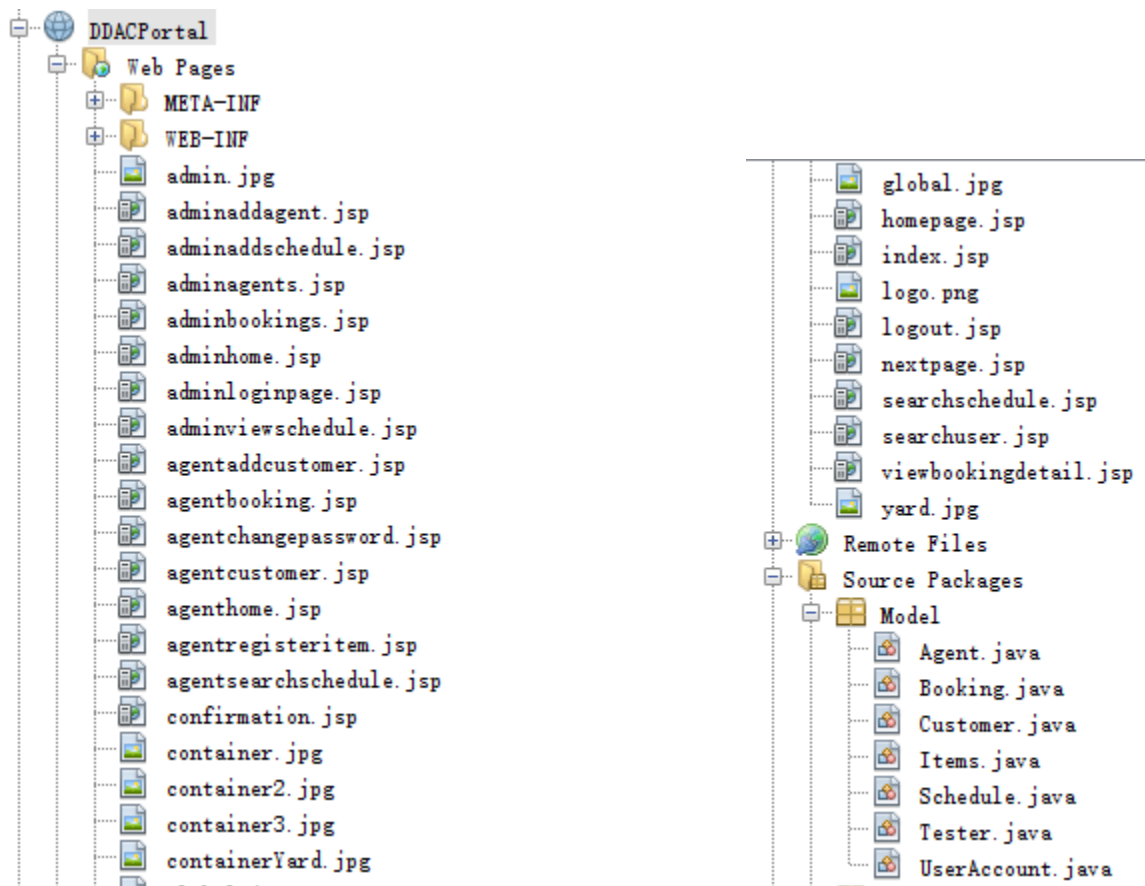 DDACPortal
Web Pages
META-INF
WEB-INF
admin.jpg
adminaddagent.jsp
adminaddschedule.jsp
adminagents.jsp
adminbookings.jsp
adminhome.jsp
adminloginpage.jsp
adminviewschedule.jsp
agentaddcustomer.jsp
agentbooking.jsp
agentchangepassword.jsp
agentcustomer.jsp
agenthome.jsp
agentregisteritem.jsp
agentsearchschedule.jsp
confirmation.jsp
container.jpg
container2.jpg
container3.jpg
containerYard.jpg
global.jpg
homepage.jsp
index.jsp
logo.png
logout.jsp
nextpage.jsp
searchschedule.jsp
searchuser.jsp
viewbookingdetail.jsp
yard.jpg
Remote Files
Source Packages
Model
Agent.java
Booking.java
Customer.java
Items.java
Schedule.java
Tester.java
UserAccount.java